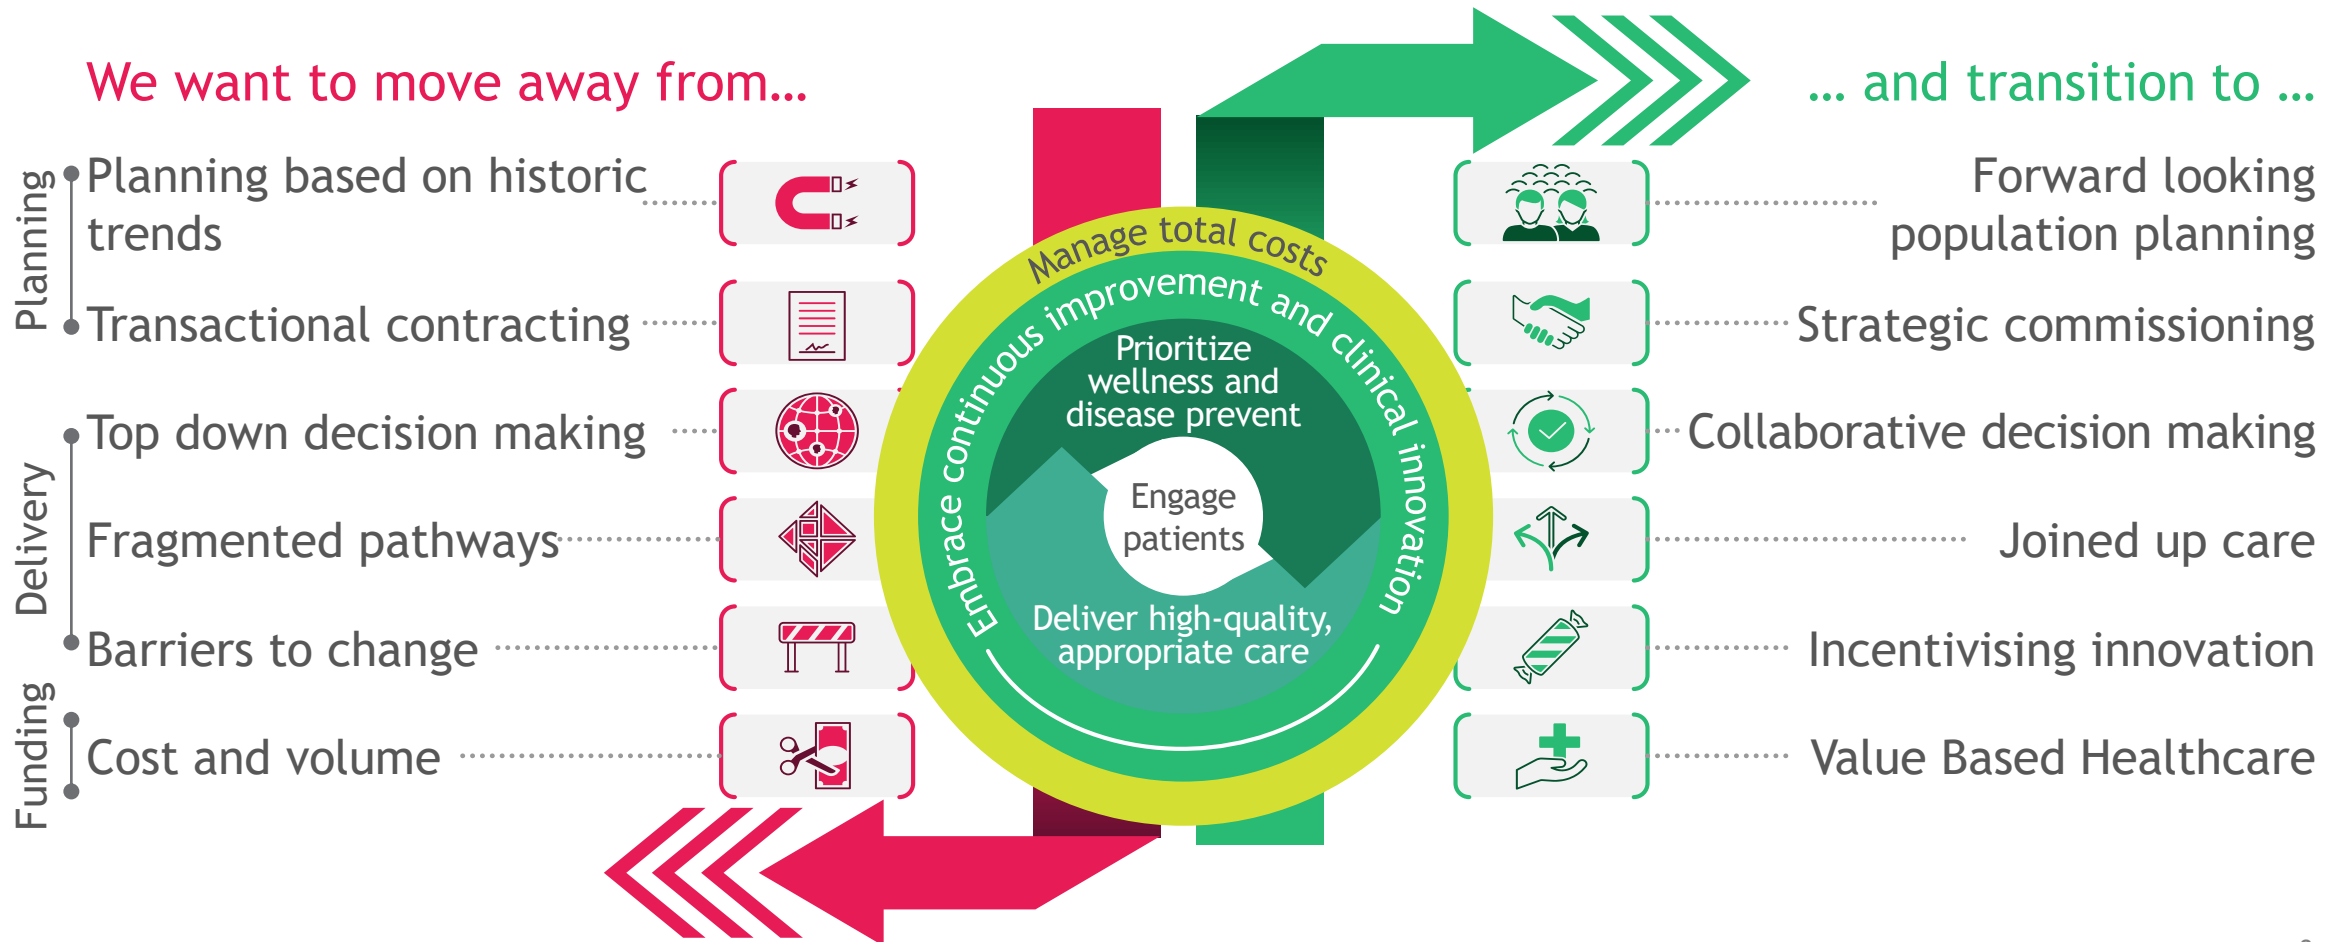 We want to move away from…
… and transition to …
Planning
Planning based on historic
trends
Transactional contracting
Delivery
Top down decision making
Fragmented pathways
Barriers to change
Funding
Cost and volume
Manage total costs
Embrace continuous improvement and clinical innovation
Prioritize
wellness and
disease prevent
Engage
patients
Deliver high-quality,
appropriate care
Forward looking
population planning
Strategic commissioning
Collaborative decision making
Joined up care
Incentivising innovation
Value Based Healthcare